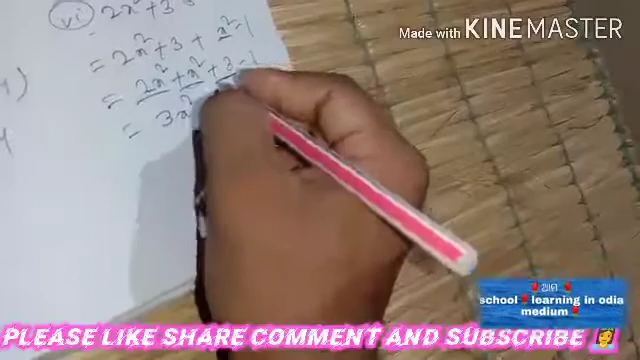 Made with KINEMASTER
(vi) 2x²+3
= 2x²+3 + x²-1
= 2x²+x²+3-1
= 3x²
ଆମ
school learning in odia
medium
PLEASE LIKE SHARE COMMENT AND SUBSCRIBE